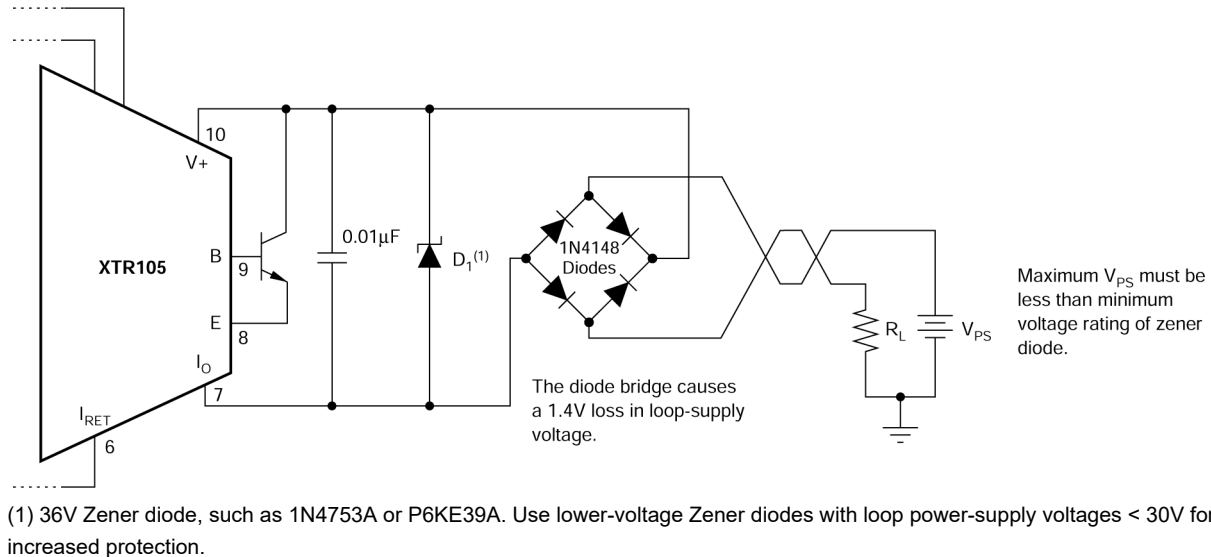 10
V+
XTR105
B
9
E
8
I_O
7
I_RET
6
0.01μF
D₁⁽¹⁾
1N4148
Diodes
The diode bridge causes
a 1.4V loss in loop-supply
voltage.
R_L
V_PS
Maximum V_PS must be
less than minimum
voltage rating of zener
diode.
(1) 36V Zener diode, such as 1N4753A or P6KE39A. Use lower-voltage Zener diodes with loop power-supply voltages < 30V for
increased protection.